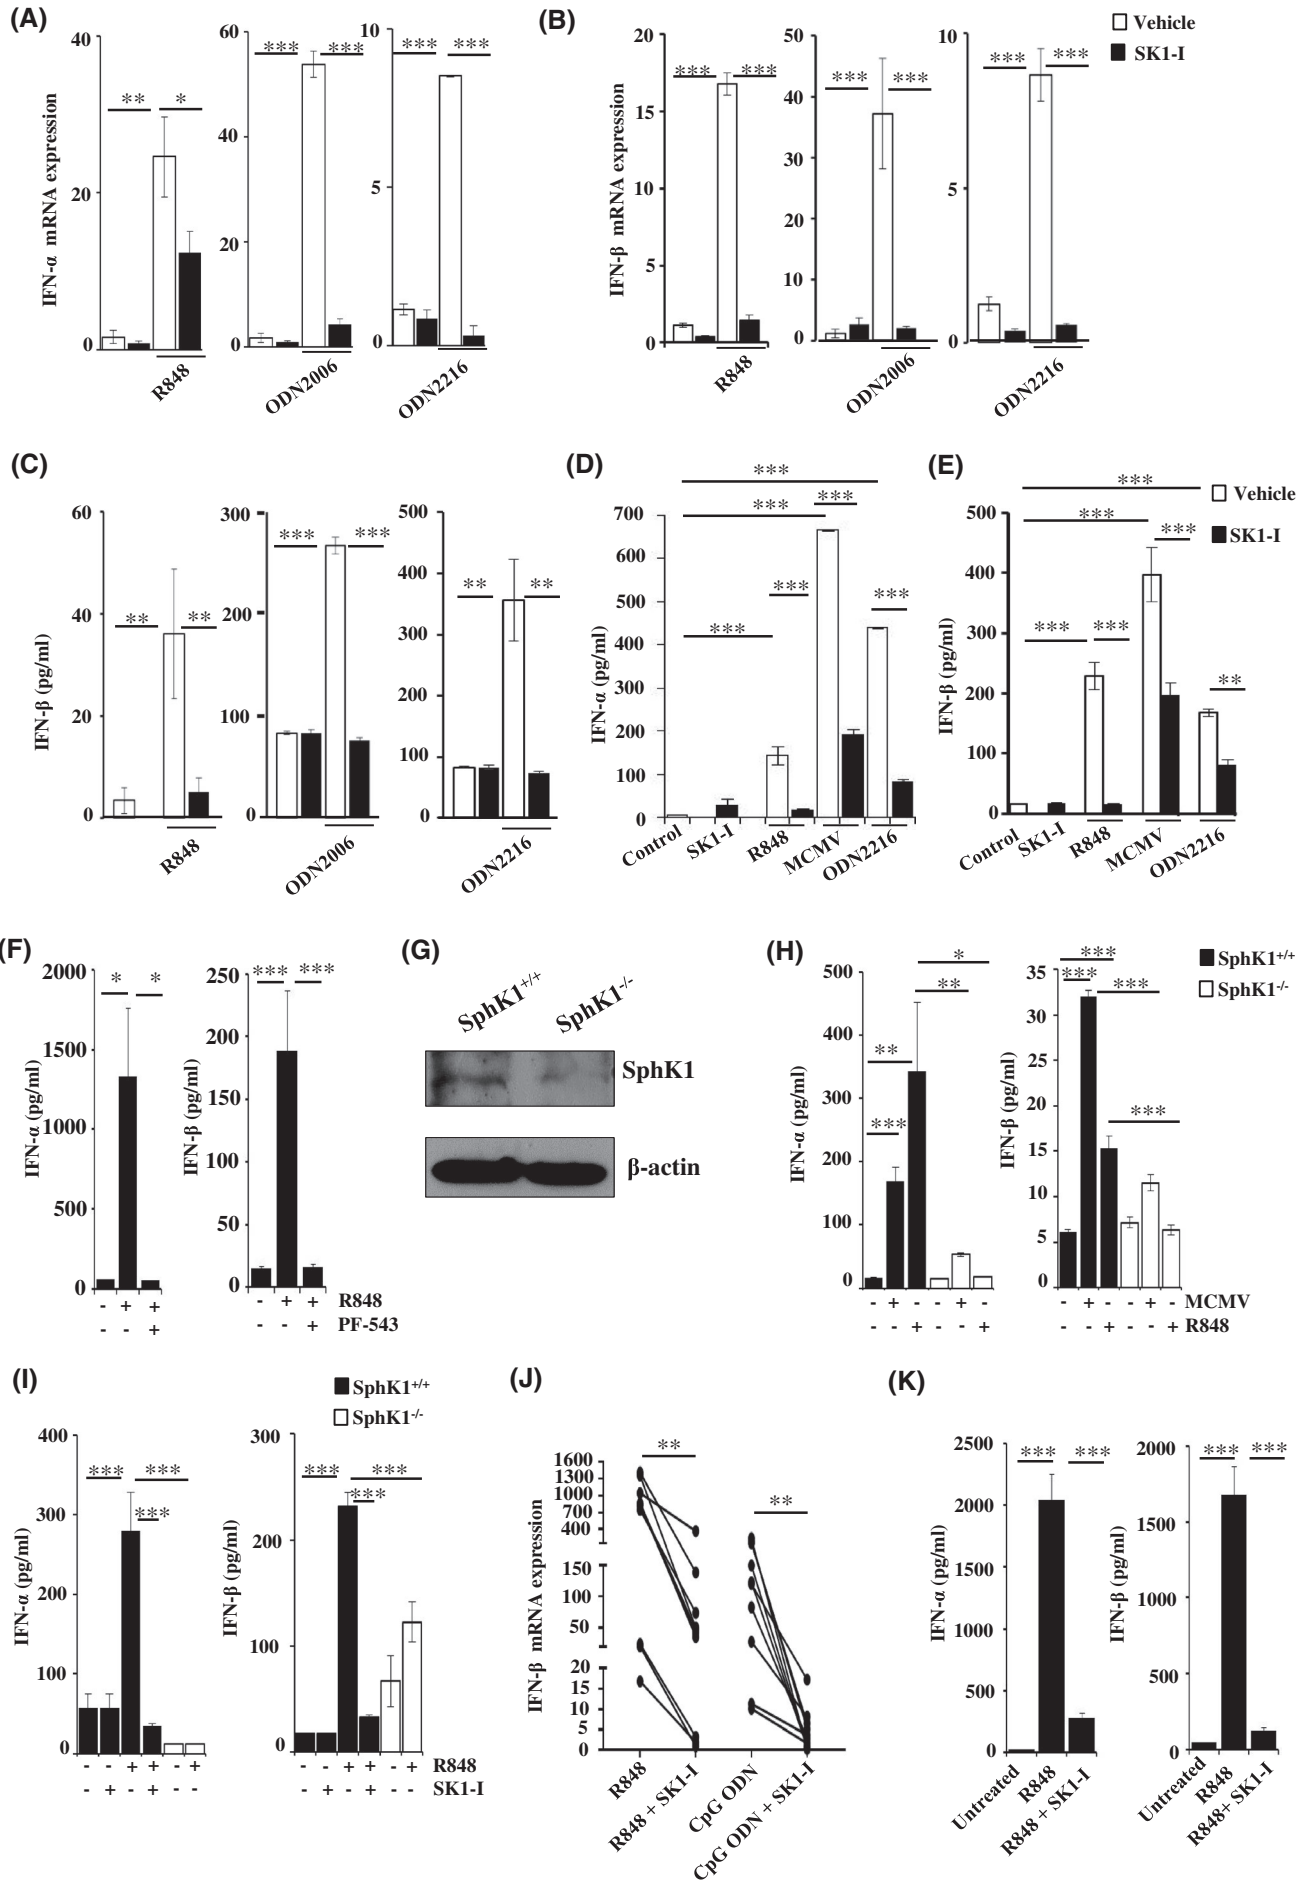 (A)
IFN-α mRNA expression
40
20
0
** *
R848
60
40
20
0
*** ***
ODN2006
10
5
0
*** ***
ODN2216
(B)
IFN-β mRNA expression
20
15
10
5
0
*** ***
R848
50
40
30
20
10
0
*** ***
ODN2006
10
5
0
*** ***
ODN2216
Vehicle
SK1-I
(C)
IFN-β (pg/ml)
60
40
20
0
** **
R848
300
200
100
0
*** ***
ODN2006
500
400
300
200
100
0
** **
ODN2216
(D)
IFN-α (pg/ml)
700
600
500
400
300
200
100
0
***
*** ***
*** ***
***
Control SK1-I R848 MCMV ODN2216
(E)
IFN-β (pg/ml)
500
400
300
200
100
0
***
*** ***
*** ***
**
Control SK1-I R848 MCMV ODN2216
Vehicle
SK1-I
(F)
IFN-α (pg/ml)
2000
1500
1000
500
0
* *
- + +
- - +
IFN-β (pg/ml)
250
200
150
100
50
0
*** ***
- + + R848
- - + PF-543
(G)
SphK1+/+ SphK1-/-
SphK1
β-actin
(H)
IFN-α (pg/ml)
500
400
300
200
100
0
*
**
**
***
- + - - + -
- - + - - +
IFN-β (pg/ml)
35
30
25
20
15
10
5
0
***
*** ***
***
- + - - + - MCMV
- - + - - + R848
SphK1+/+
SphK1-/-
(I)
SphK1+/+
SphK1-/-
IFN-α (pg/ml)
400
300
200
100
0
*** ***
***
- - + + - +
- + - + - -
IFN-β (pg/ml)
300
200
100
0
*** ***
***
- - + + - + R848
- + - + - - SK1-I
(J)
IFN-β mRNA expression
1600
1300
1000
700
400
150
100
50
20
15
10
5
0
**
**
R848 R848 + SK1-I CpG ODN CpG ODN + SK1-I
(K)
IFN-α (pg/ml)
2500
2000
1500
1000
500
0
*** ***
Untreated R848 R848 + SK1-I
IFN-β (pg/ml)
2000
1500
1000
500
0
*** ***
Untreated R848 R848+ SK1-I